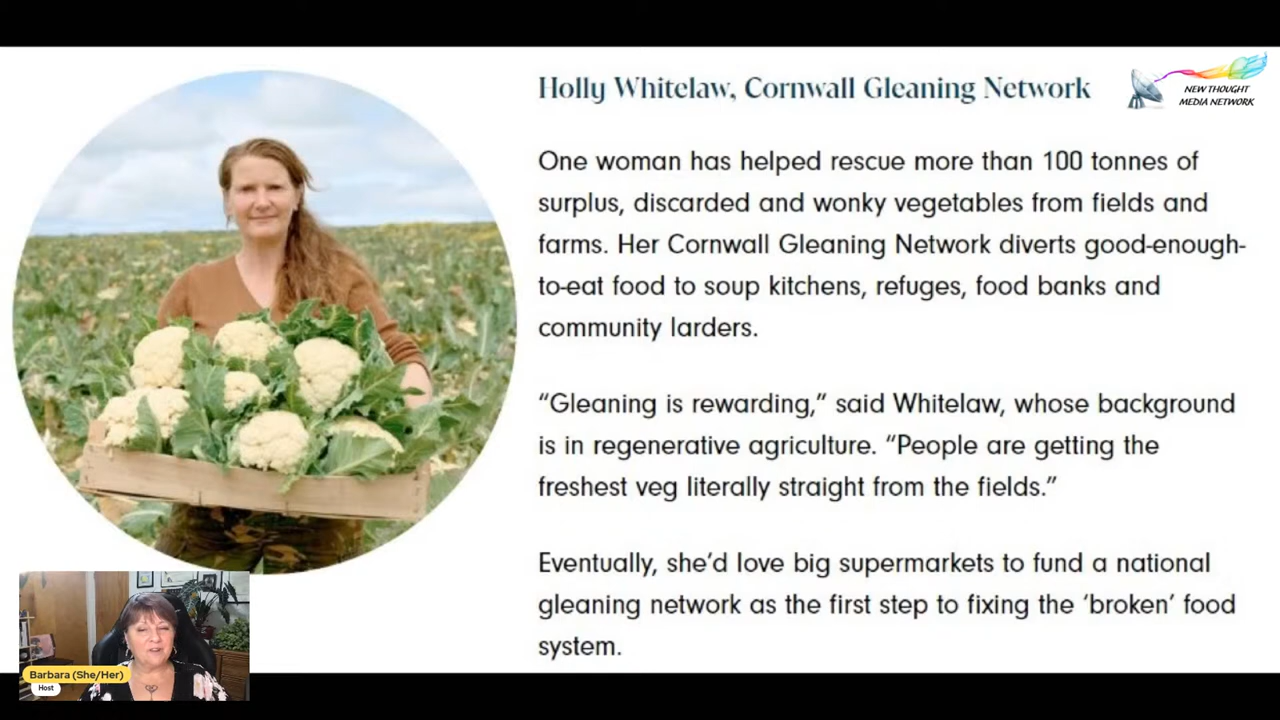 Holly Whitelaw, Cornwall Gleaning Network
NEW THOUGHT
MEDIA NETWORK
One woman has helped rescue more than 100 tonnes of
surplus, discarded and wonky vegetables from fields and
farms. Her Cornwall Gleaning Network diverts good-enough-
to-eat food to soup kitchens, refuges, food banks and
community larders.
“Gleaning is rewarding,” said Whitelaw, whose background
is in regenerative agriculture. “People are getting the
freshest veg literally straight from the fields.”
Eventually, she’d love big supermarkets to fund a national
gleaning network as the first step to fixing the ‘broken’ food
system.
Barbara (She/Her)
Host